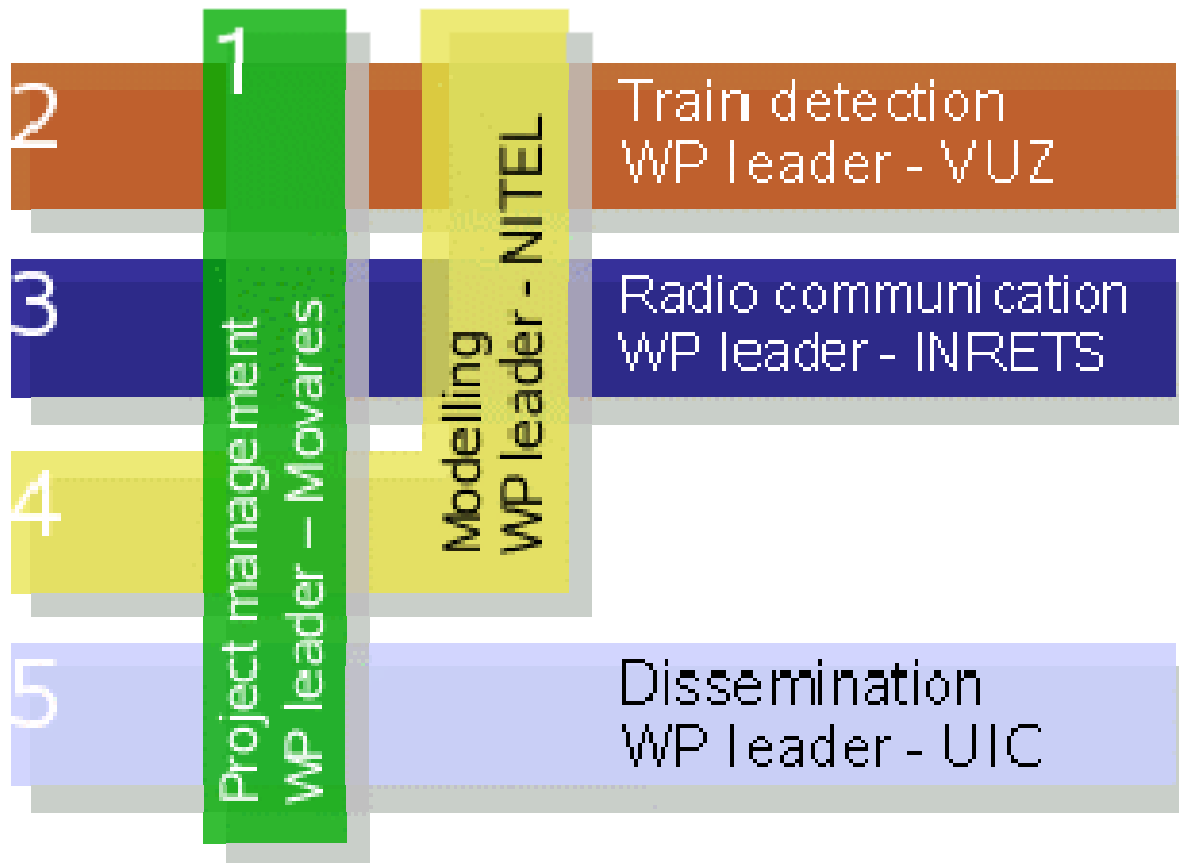 1
2
Train detection
WP leader - VUZ
3
Radio communication
WP leader - INRETS
4
Modelling
WP leader - NITEL
Project management
WP leader – Movares
5
Dissemination
WP leader - UIC